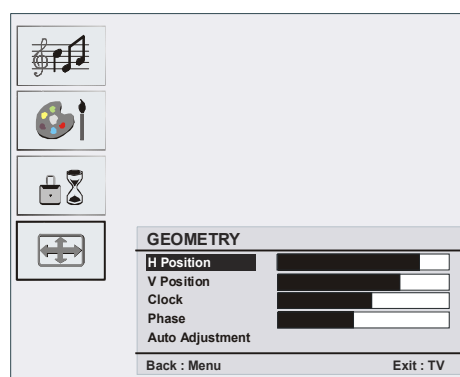 GEOMETRY
H Position
V Position
Clock
Phase
Auto Adjustment
Back : Menu Exit : TV